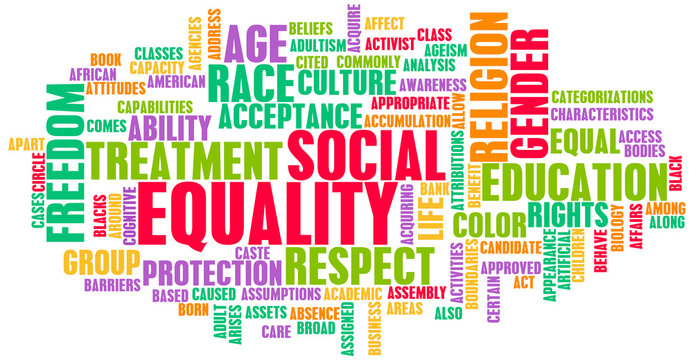 AFFECT
CLASS
ACQUIRE
BELIEFS
ADDRESS
AGENCIES
AGE
ADULTISM
ACTIVIST
AGEISM
BOOK
CLASSES
CITED
COMMONLY
ANALYSIS
AFRICAN
CAPACITY
RACE
CULTURE
AWARENESS
RELIGION
GENDER
ATTITUDES
AMERICAN
APPROPRIATE
ALLOW
CATEGORIZATIONS
CAPABILITIES
ACCEPTANCE
ACCUMULATION
CHARACTERISTICS
FREEDOM
COMES
ABILITY
EQUAL
ACCESS
APART
BODIES
CIRCLE
TREATMENT
SOCIAL
ATTRIBUTIONS
BENEFIT
EDUCATION
BLACK
CASES
BLACKS
AROUND
COGNITIVE
EQUALITY
ACQUIRING
LIFE
BANK
COLOR
RIGHTS
AMONG
ALONG
GROUP
CASTE
PROTECTION
RESPECT
ACTIVITIES
BOUNDARIES
CANDIDATE
APPEARANCE
ARTIFICIAL
CHILDREN
BEHAVE
BIOLOGY
AFFAIRS
BARRIERS
APPROVED
CERTAIN
ACT
BASED
CAUSED
ASSUMPTIONS
ACADEMIC
ASSEMBLY
BORN
ADULT
ARISES
ASSETS
ABSENCE
ASSIGNED
BUSINESS
AREAS
ALSO
CARE
BROAD